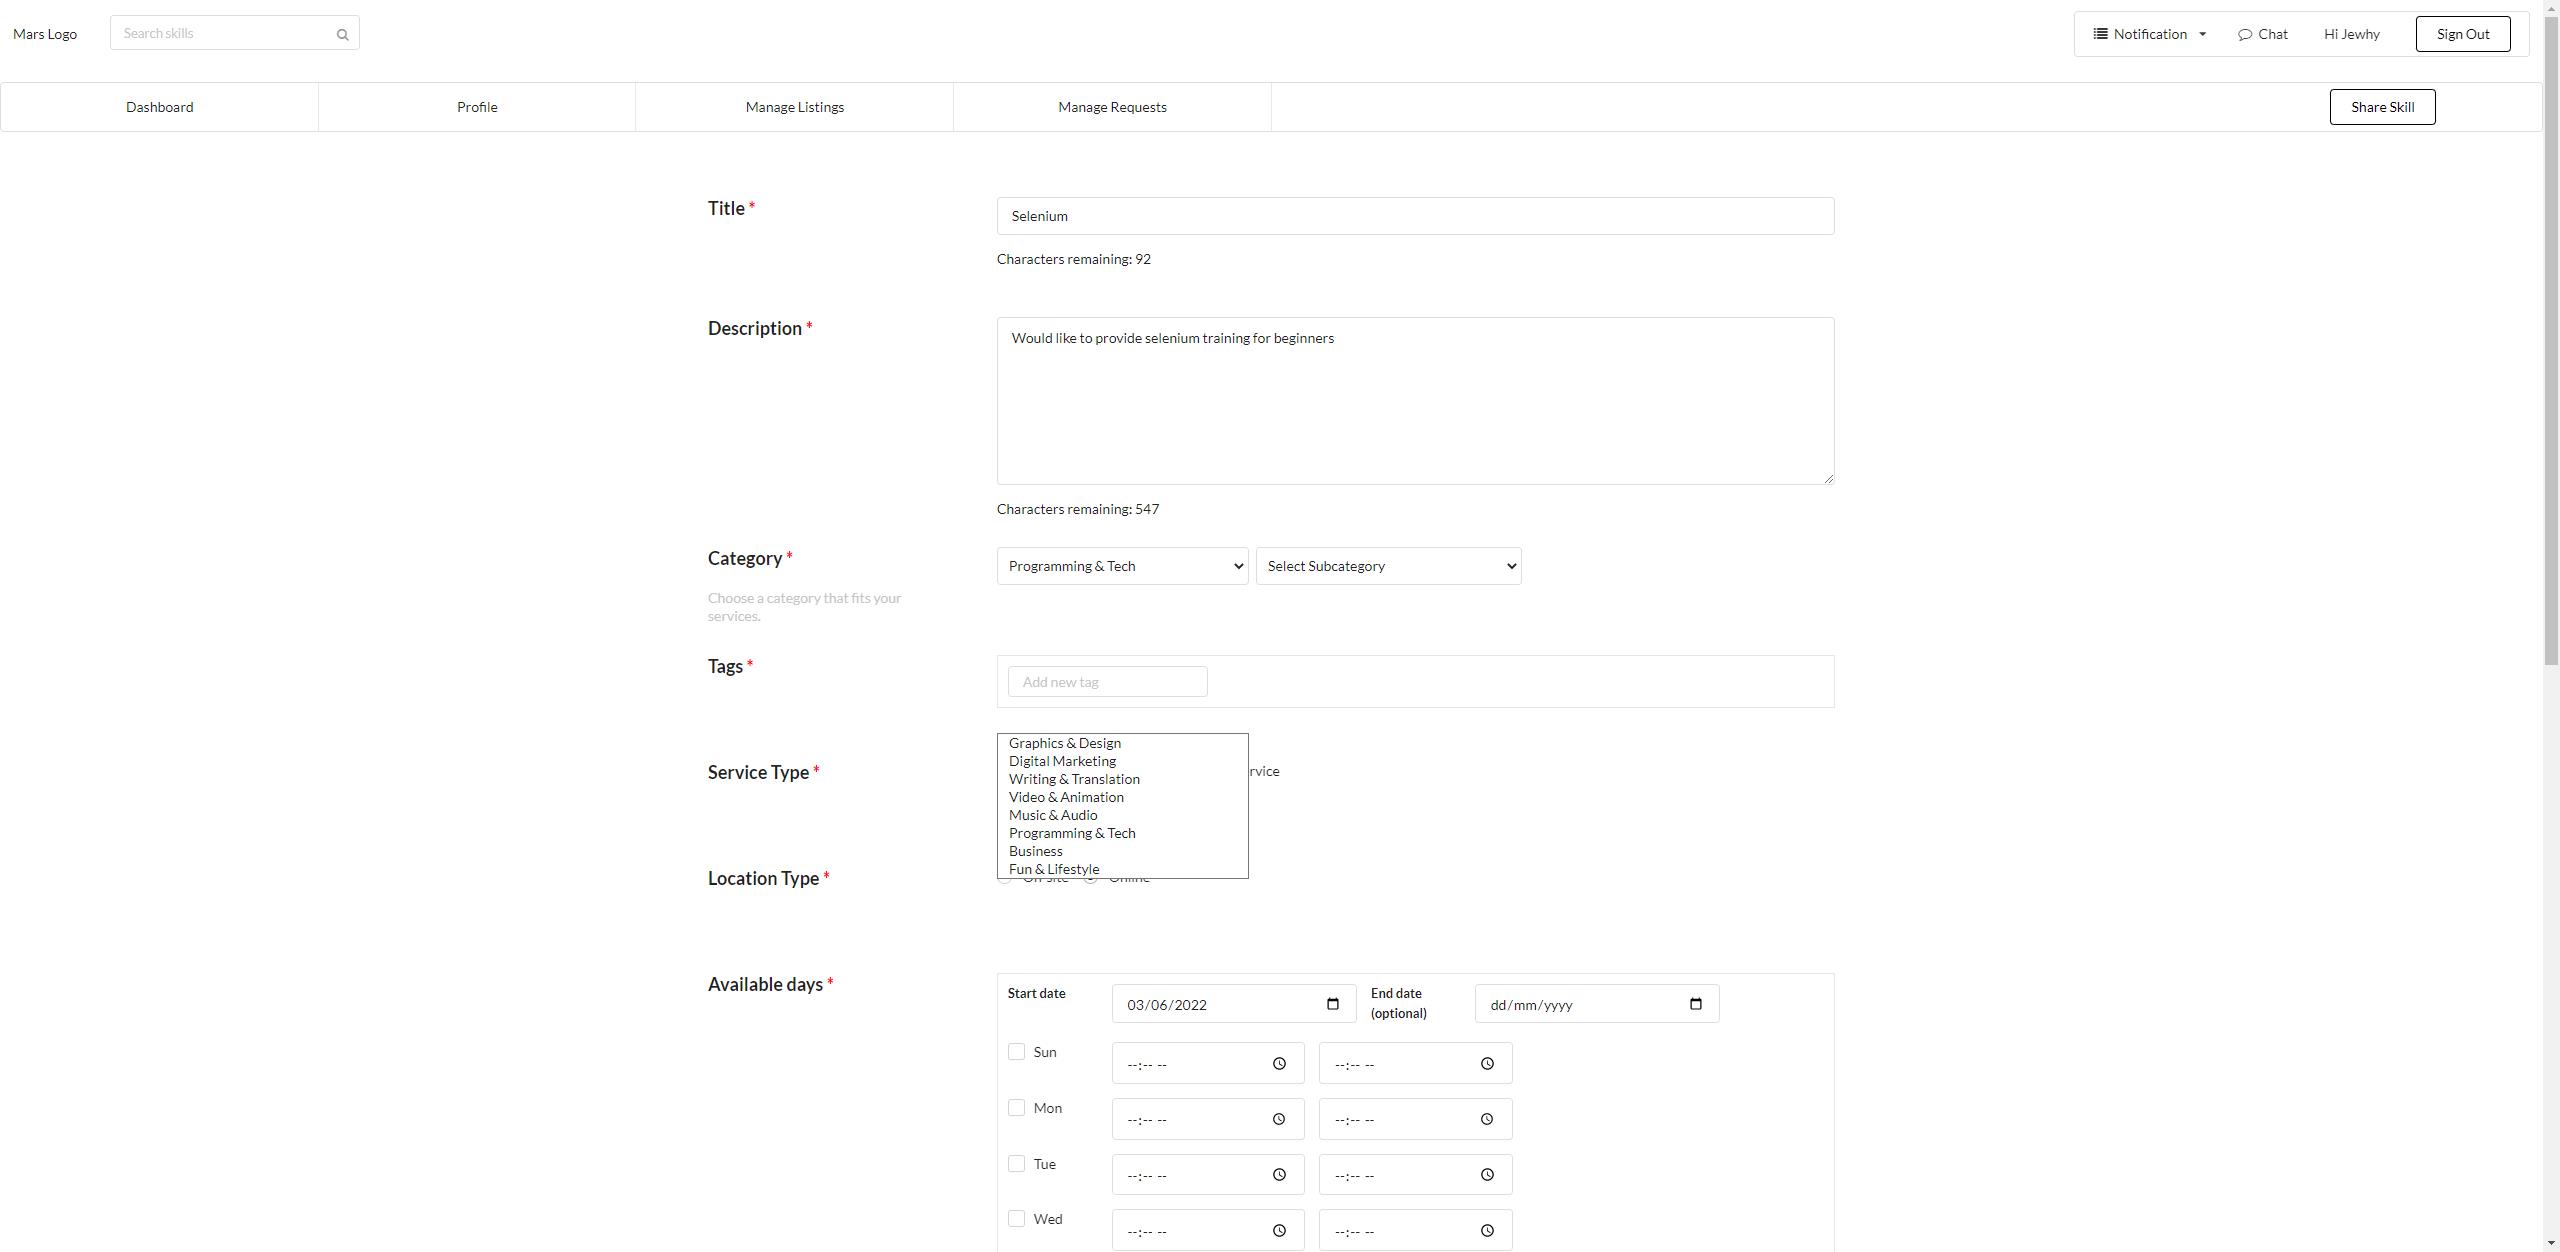 Mars Logo
Search skills
Notification
Chat
Hi Jewhy
Sign Out
Dashboard
Profile
Manage Listings
Manage Requests
Share Skill
Title *
Selenium
Characters remaining: 92
Description *
Would like to provide selenium training for beginners
Characters remaining: 547
Category *
Programming & Tech
Select Subcategory
Choose a category that fits your
services.
Tags *
Add new tag
Graphics & Design
Digital Marketing
Writing & Translation
Video & Animation
Music & Audio
Programming & Tech
Business
Fun & Lifestyle
Service Type *
rvice
Location Type *
On-site
Online
Available days *
Start date
03/06/2022
End date
(optional)
dd/mm/yyyy
Sun
--:-- --
--:-- --
Mon
--:-- --
--:-- --
Tue
--:-- --
--:-- --
Wed
--:-- --
--:-- --